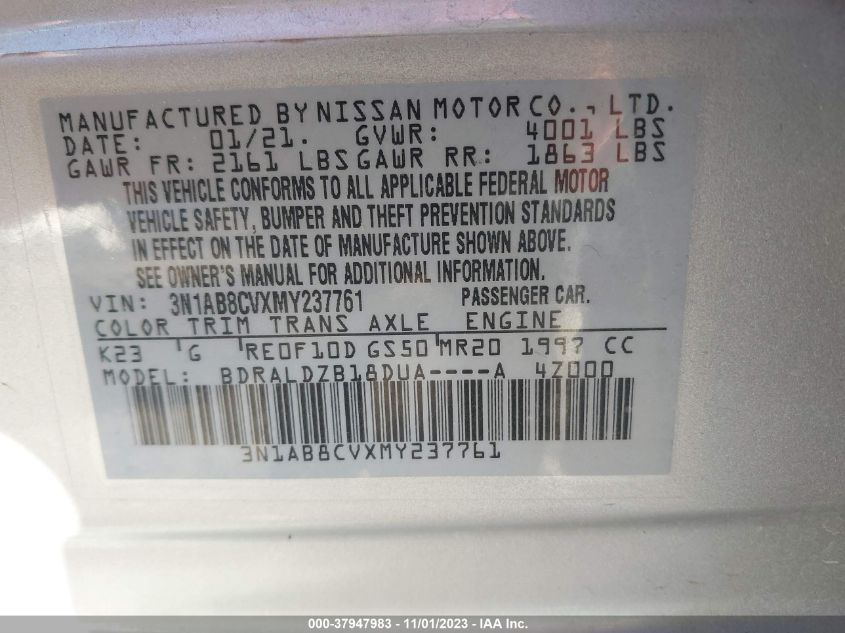 MANUFACTURED BY NISSAN MOTOR CO., LTD.
DATE: 01/21. GVWR: 4001 LBS
GAWR FR: 2161 LBS GAWR RR: 1863 LBS
THIS VEHICLE CONFORMS TO ALL APPLICABLE FEDERAL MOTOR
VEHICLE SAFETY, BUMPER AND THEFT PREVENTION STANDARDS
IN EFFECT ON THE DATE OF MANUFACTURE SHOWN ABOVE.
SEE OWNER'S MANUAL FOR ADDITIONAL INFORMATION.
VIN: 3N1AB8CVXMY237761 PASSENGER CAR.
COLOR TRIM TRANS AXLE ENGINE
K23 'G 'RE0F10D GS50'MR20 1997 CC
MODEL: BDRALDZB18DUA----A 4Z000
3N1AB8CVXMY237761
000-37947983 - 11/01/2023 - IAA Inc.